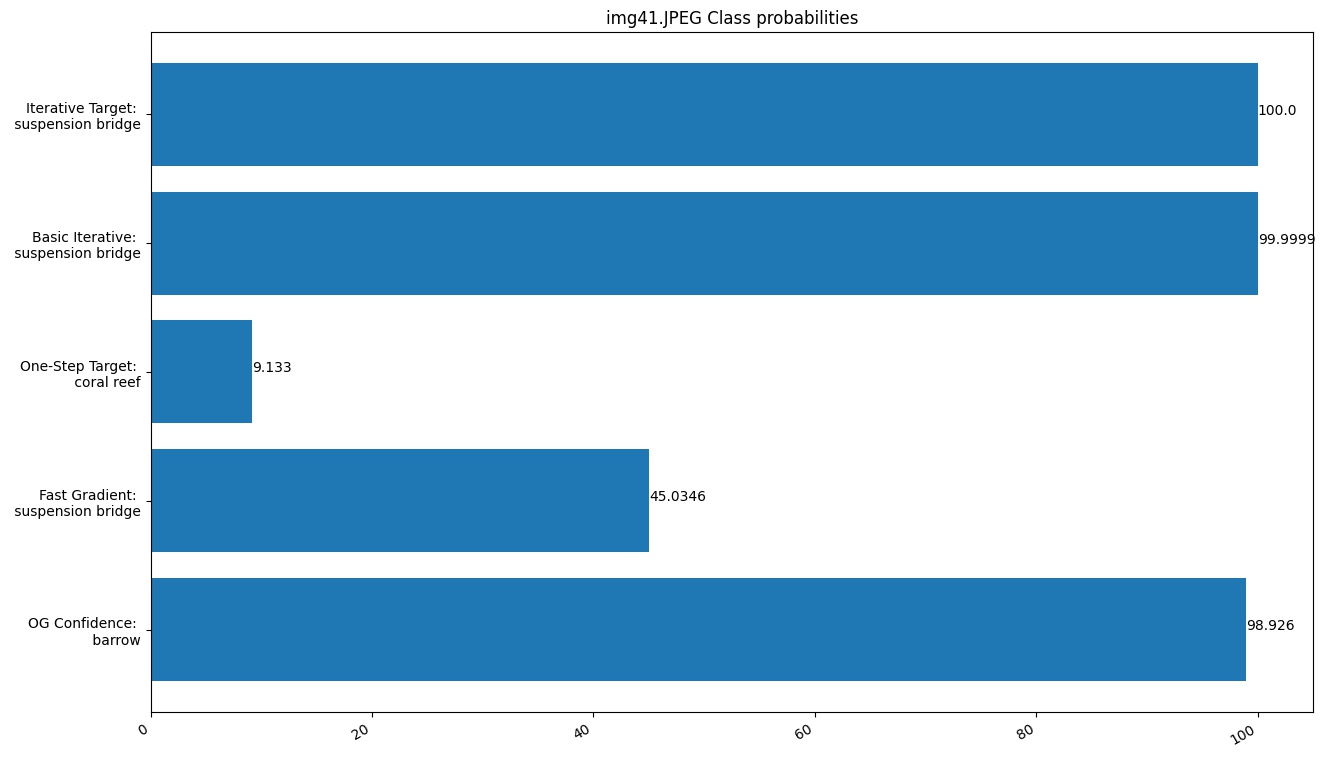 img41.JPEG Class probabilities
Iterative Target:
suspension bridge
100.0
Basic Iterative:
suspension bridge
99.9999
One-Step Target:
coral reef
9.133
Fast Gradient:
suspension bridge
45.0346
OG Confidence:
barrow
98.926
0
20
40
60
80
100